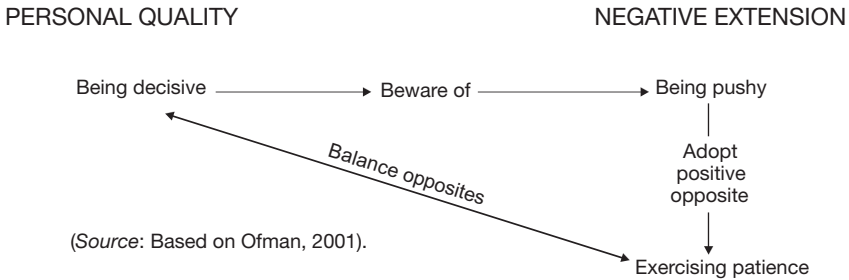 PERSONAL QUALITY NEGATIVE EXTENSION
Being decisive Beware of Being pushy
Adopt
positive
opposite
Balance opposites
(Source: Based on Ofman, 2001).
Exercising patience